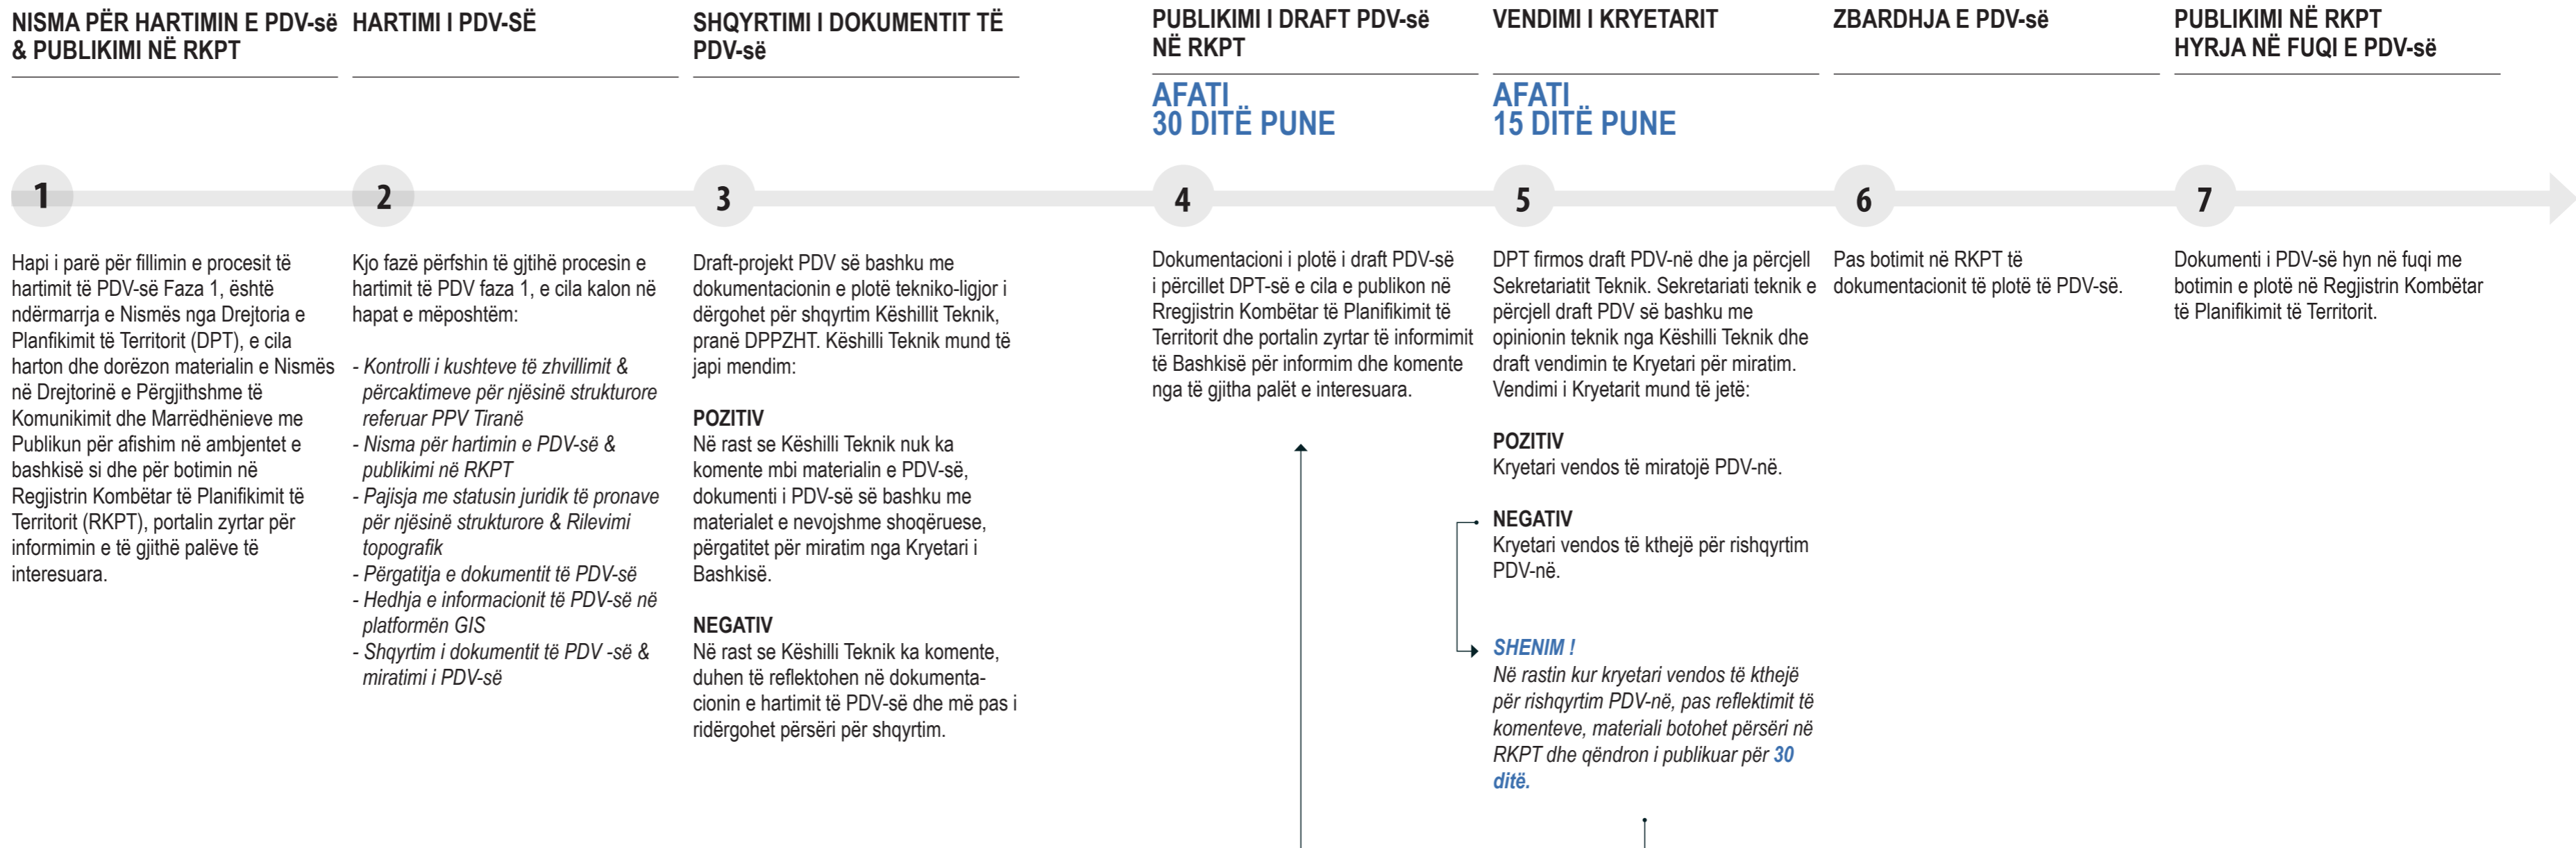 NISMA PËR HARTIMIN E PDV-së
& PUBLIKIMI NË RKPT
1
Hapi i parë për fillimin e procesit të
hartimit të PDV-së Faza 1, është
ndërmarrja e Nismës nga Drejtoria e
Planfikimit të Territorit (DPT), e cila
harton dhe dorëzon materialin e Nismës
në Drejtorinë e Përgjithshme të
Komunikimit dhe Marrëdhënieve me
Publikun për afishim në ambjentet e
bashkisë si dhe për botimin në
Regjistrin Kombëtar të Planifikimit të
Territorit (RKPT), portalin zyrtar për
informimin e të gjithë palëve të
interesuara.
HARTIMI I PDV-SË
2
Kjo fazë përfshin të gjtihë procesin e
hartimit të PDV faza 1, e cila kalon në
hapat e mëposhtëm:
- Kontrolli i kushteve të zhvillimit &
përcaktimeve për njësinë strukturore
referuar PPV Tiranë
- Nisma për hartimin e PDV-së &
publikimi në RKPT
- Pajisja me statusin juridik të pronave
për njësinë strukturore & Rilevimi
topografik
- Përgatitja e dokumentit të PDV-së
- Hedhja e informacionit të PDV-së në
platformën GIS
- Shqyrtim i dokumentit të PDV -së &
miratimi i PDV-së
SHQYRTIMI I DOKUMENTIT TË
PDV-së
3
Draft-projekt PDV së bashku me
dokumentacionin e plotë tekniko-ligjor i
dërgohet për shqyrtim Këshillit Teknik,
pranë DPPZHT. Këshilli Teknik mund të
japi mendim:
POZITIV
Në rast se Këshilli Teknik nuk ka
komente mbi materialin e PDV-së,
dokumenti i PDV-së së bashku me
materialet e nevojshme shoqëruese,
përgatitet për miratim nga Kryetari i
Bashkisë.
NEGATIV
Në rast se Këshilli Teknik ka komente,
duhen të reflektohen në dokumenta-
cionin e hartimit të PDV-së dhe më pas i
ridërgohet përsëri për shqyrtim.
PUBLIKIMI I DRAFT PDV-së
NË RKPT
AFATI
30 DITË PUNE
4
Dokumentacioni i plotë i draft PDV-së
i përcillet DPT-së e cila e publikon në
Rregjistrin Kombëtar të Planifikimit të
Territorit dhe portalin zyrtar të informimit
të Bashkisë për informim dhe komente
nga të gjitha palët e interesuara.
VENDIMI I KRYETARIT
AFATI
15 DITË PUNE
5
DPT firmos draft PDV-në dhe ja përcjell
Sekretariatit Teknik. Sekretariati teknik e
përcjell draft PDV së bashku me
opinionin teknik nga Këshilli Teknik dhe
draft vendimin te Kryetari për miratim.
Vendimi i Kryetarit mund të jetë:
POZITIV
Kryetari vendos të miratojë PDV-në.
NEGATIV
Kryetari vendos të kthejë për rishqyrtim
PDV-në.
SHENIM !
Në rastin kur kryetari vendos të kthejë
për rishqyrtim PDV-në, pas reflektimit të
komenteve, materiali botohet përsëri në
RKPT dhe qëndron i publikuar për 30
ditë.
ZBARDHJA E PDV-së
6
Pas botimit në RKPT të
dokumentacionit të plotë të PDV-së.
PUBLIKIMI NË RKPT
HYRJA NË FUQI E PDV-së
7
Dokumenti i PDV-së hyn në fuqi me
botimin e plotë në Regjistrin Kombëtar
të Planifikimit të Territorit.